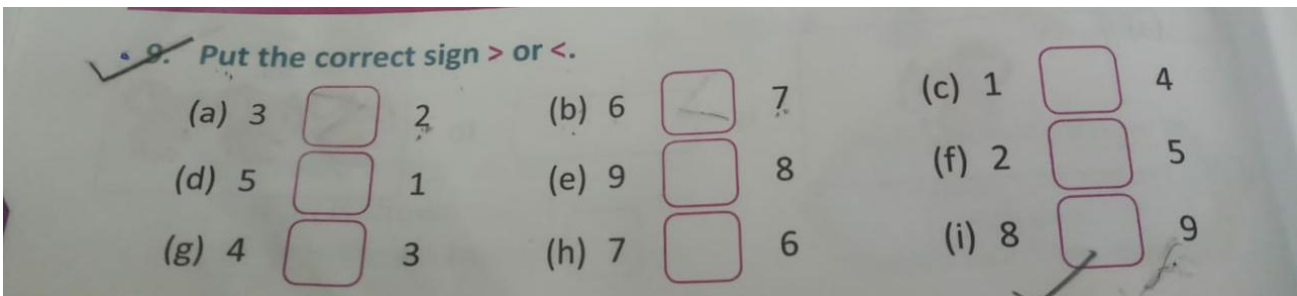 9. Put the correct sign > or <.
(a) 3 > 2 (b) 6 < 7 (c) 1 4
(d) 5 1 (e) 9 8 (f) 2 5
(g) 4 3 (h) 7 6 (i) 8 9